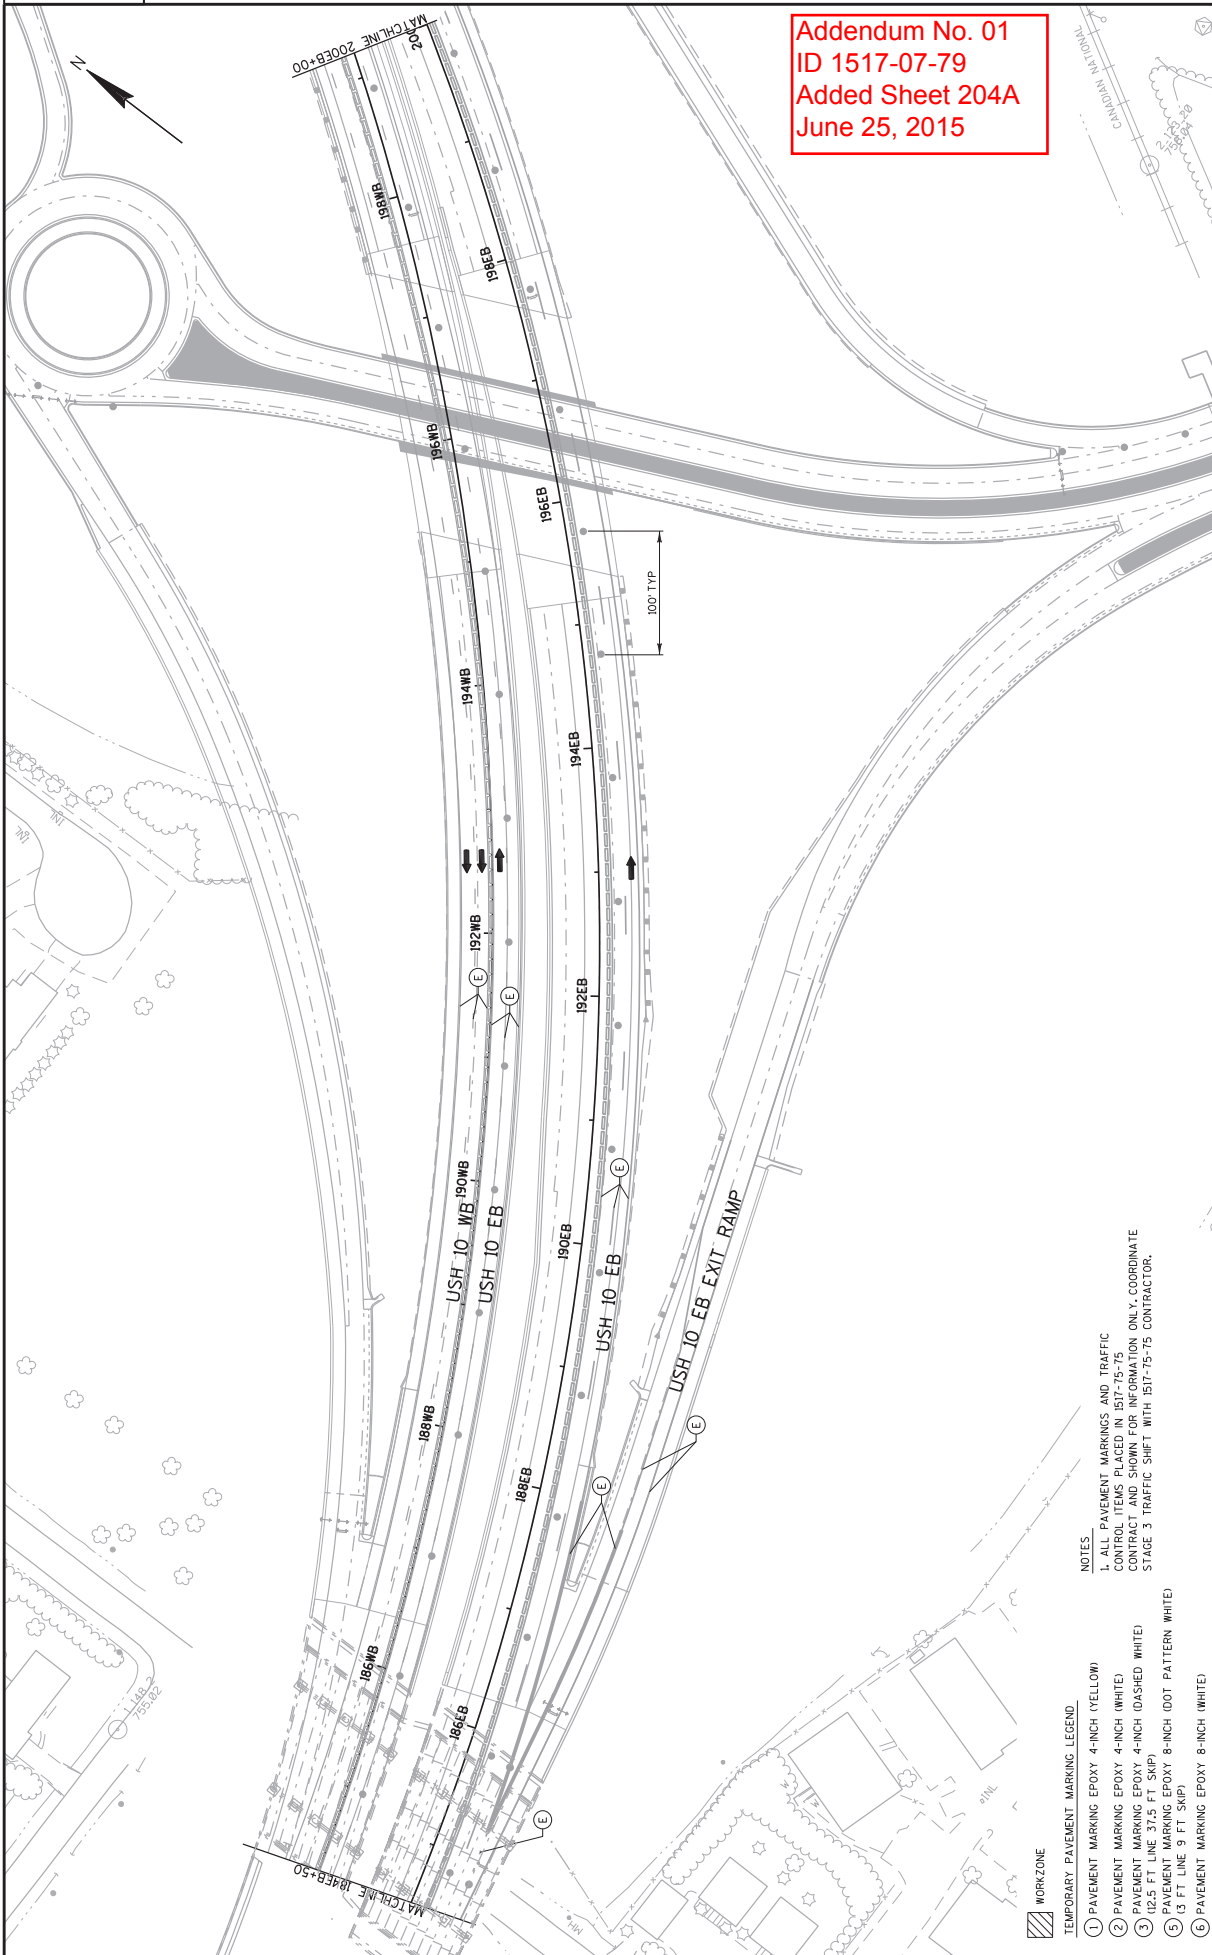 Addendum No. 01
ID 1517-07-79
Added Sheet 204A
June 25, 2015
N
MATCHLINE 200EB+00
200
CANADIAN NATIONAL
198WB
198EB
196WB
196EB
100' TYP
194WB
194EB
INL
INL
192WB
E
E
192EB
190WB
E
USH 10 WB
USH 10 EB
190EB
USH 10 EB
USH 10 EB EXIT RAMP
188WB
E
188EB
E
186WB
755.02
186EB
E
MATCHLINE 184EB+50
MH
INL
WORKZONE
TEMPORARY PAVEMENT MARKING LEGEND
1 PAVEMENT MARKING EPOXY 4-INCH (YELLOW)
2 PAVEMENT MARKING EPOXY 4-INCH (WHITE)
3 PAVEMENT MARKING EPOXY 4-INCH (DASHED WHITE)
(12.5 FT LINE 37.5 FT SKIP)
5 PAVEMENT MARKING EPOXY 8-INCH (DOT PATTERN WHITE)
(3 FT LINE 9 FT SKIP)
6 PAVEMENT MARKING EPOXY 8-INCH (WHITE)
NOTES
1. ALL PAVEMENT MARKINGS AND TRAFFIC
CONTROL ITEMS PLACED IN 1517-75-75
CONTRACT AND SHOWN FOR INFORMATION ONLY. COORDINATE
STAGE 3 TRAFFIC SHIFT WITH 1517-75-75 CONTRACTOR.